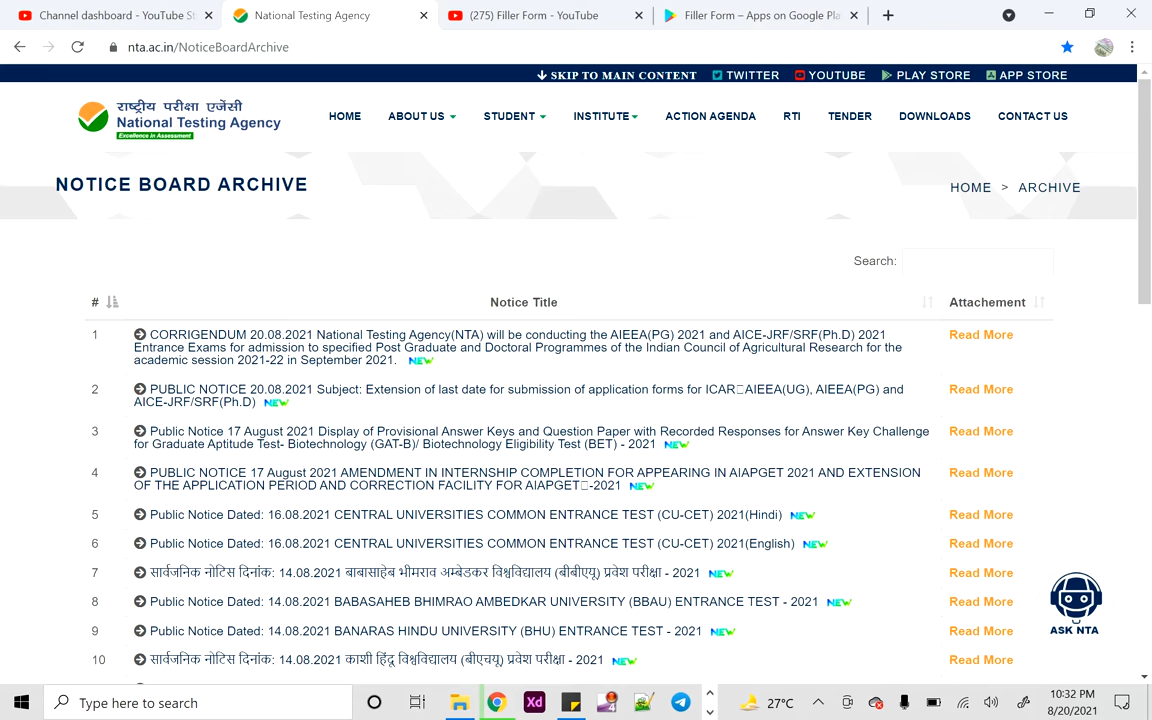 Channel dashboard - YouTube St
National Testing Agency
(275) Filler Form - YouTube
Filler Form – Apps on Google Pla
nta.ac.in/NoticeBoardArchive
SKIP TO MAIN CONTENT TWITTER YOUTUBE PLAY STORE APP STORE
राष्ट्रीय परीक्षा एजेंसी
National Testing Agency
Excellence in Assessment
HOME ABOUT US STUDENT INSTITUTE ACTION AGENDA RTI TENDER DOWNLOADS CONTACT US
NOTICE BOARD ARCHIVE
HOME > ARCHIVE
Search:
# Notice Title Attachement
1 CORRIGENDUM 20.08.2021 National Testing Agency(NTA) will be conducting the AIEEA(PG) 2021 and AICE-JRF/SRF(Ph.D) 2021 Read More
Entrance Exams for admission to specified Post Graduate and Doctoral Programmes of the Indian Council of Agricultural Research for the
academic session 2021-22 in September 2021. NEW
2 PUBLIC NOTICE 20.08.2021 Subject: Extension of last date for submission of application forms for ICAR□AIEEA(UG), AIEEA(PG) and Read More
AICE-JRF/SRF(Ph.D) NEW
3 Public Notice 17 August 2021 Display of Provisional Answer Keys and Question Paper with Recorded Responses for Answer Key Challenge Read More
for Graduate Aptitude Test- Biotechnology (GAT-B)/ Biotechnology Eligibility Test (BET) - 2021 NEW
4 PUBLIC NOTICE 17 August 2021 AMENDMENT IN INTERNSHIP COMPLETION FOR APPEARING IN AIAPGET 2021 AND EXTENSION Read More
OF THE APPLICATION PERIOD AND CORRECTION FACILITY FOR AIAPGET□-2021 NEW
5 Public Notice Dated: 16.08.2021 CENTRAL UNIVERSITIES COMMON ENTRANCE TEST (CU-CET) 2021(Hindi) NEW Read More
6 Public Notice Dated: 16.08.2021 CENTRAL UNIVERSITIES COMMON ENTRANCE TEST (CU-CET) 2021(English) NEW Read More
7 सार्वजनिक नोटिस दिनांक: 14.08.2021 बाबासाहेब भीमराव अम्बेडकर विश्वविद्यालय (बीबीएयू) प्रवेश परीक्षा - 2021 NEW Read More
8 Public Notice Dated: 14.08.2021 BABASAHEB BHIMRAO AMBEDKAR UNIVERSITY (BBAU) ENTRANCE TEST - 2021 NEW Read More
9 Public Notice Dated: 14.08.2021 BANARAS HINDU UNIVERSITY (BHU) ENTRANCE TEST - 2021 NEW Read More
10 सार्वजनिक नोटिस दिनांक: 14.08.2021 काशी हिंदू विश्वविद्यालय (बीएचयू) प्रवेश परीक्षा - 2021 NEW Read More
ASK NTA
Type here to search
Xd
4
27°C
10:32 PM
8/20/2021